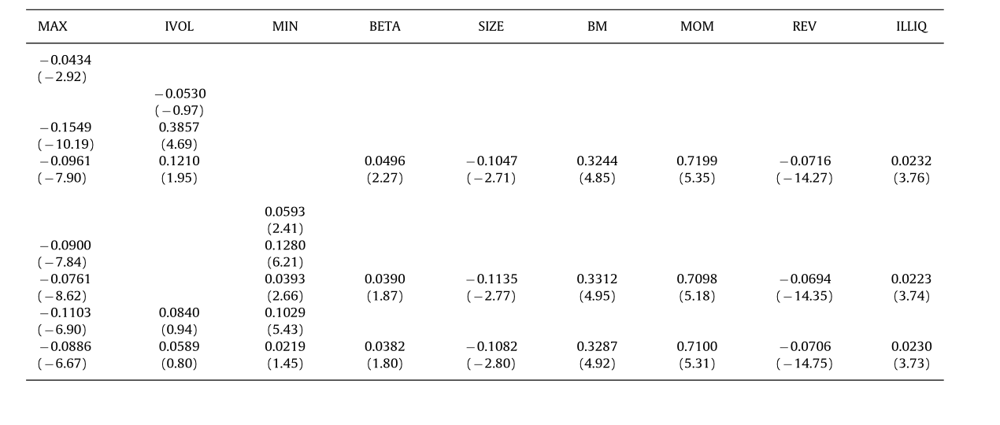 MAX IVOL MIN BETA SIZE BM MOM REV ILLIQ
−0.0434
(−2.92)
−0.0530
(−0.97)
−0.1549 0.3857
(−10.19) (4.69)
−0.0961 0.1210 0.0496 −0.1047 0.3244 0.7199 −0.0716 0.0232
(−7.90) (1.95) (2.27) (−2.71) (4.85) (5.35) (−14.27) (3.76)
0.0593
(2.41)
−0.0900 0.1280
(−7.84) (6.21)
−0.0761 0.0393 0.0390 −0.1135 0.3312 0.7098 −0.0694 0.0223
(−8.62) (2.66) (1.87) (−2.77) (4.95) (5.18) (−14.35) (3.74)
−0.1103 0.0840 0.1029
(−6.90) (0.94) (5.43)
−0.0886 0.0589 0.0219 0.0382 −0.1082 0.3287 0.7100 −0.0706 0.0230
(−6.67) (0.80) (1.45) (1.80) (−2.80) (4.92) (5.31) (−14.75) (3.73)